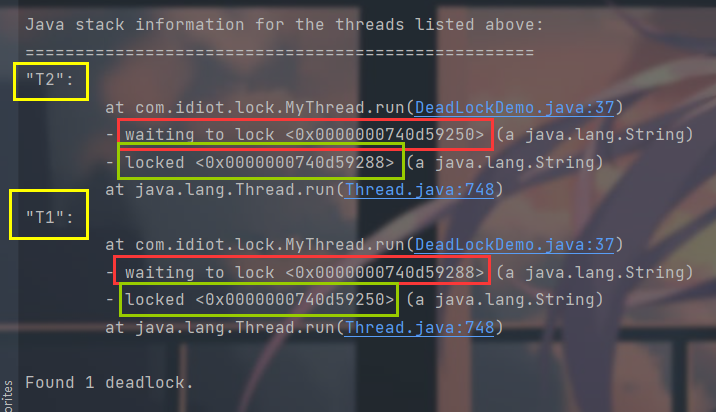 Java stack information for the threads listed above:
===================================================
"T2":
at com.idiot.lock.MyThread.run(DeadLockDemo.java:37)
- waiting to lock <0x0000000740d59250> (a java.lang.String)
- locked <0x0000000740d59288> (a java.lang.String)
at java.lang.Thread.run(Thread.java:748)
"T1":
at com.idiot.lock.MyThread.run(DeadLockDemo.java:37)
- waiting to lock <0x0000000740d59288> (a java.lang.String)
- locked <0x0000000740d59250> (a java.lang.String)
at java.lang.Thread.run(Thread.java:748)
Found 1 deadlock.